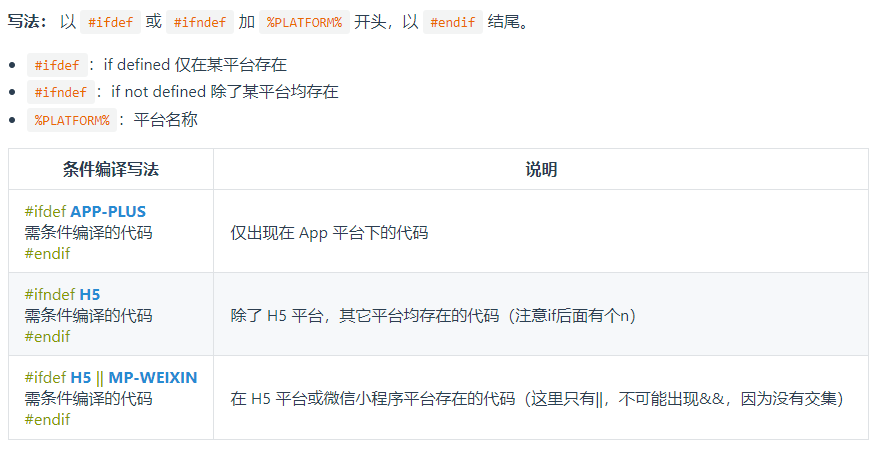 写法： 以 #ifdef 或 #ifndef 加 %PLATFORM% 开头，以 #endif 结尾。
• #ifdef：if defined 仅在某平台存在
• #ifndef：if not defined 除了某平台均存在
• %PLATFORM%：平台名称
条件编译写法 说明
#ifdef APP-PLUS
需条件编译的代码
#endif
仅出现在 App 平台下的代码
#ifndef H5
需条件编译的代码
#endif
除了 H5 平台，其它平台均存在的代码（注意if后面有个n）
#ifdef H5 || MP-WEIXIN
需条件编译的代码
#endif
在 H5 平台或微信小程序平台存在的代码（这里只有||，不可能出现&&，因为没有交集）